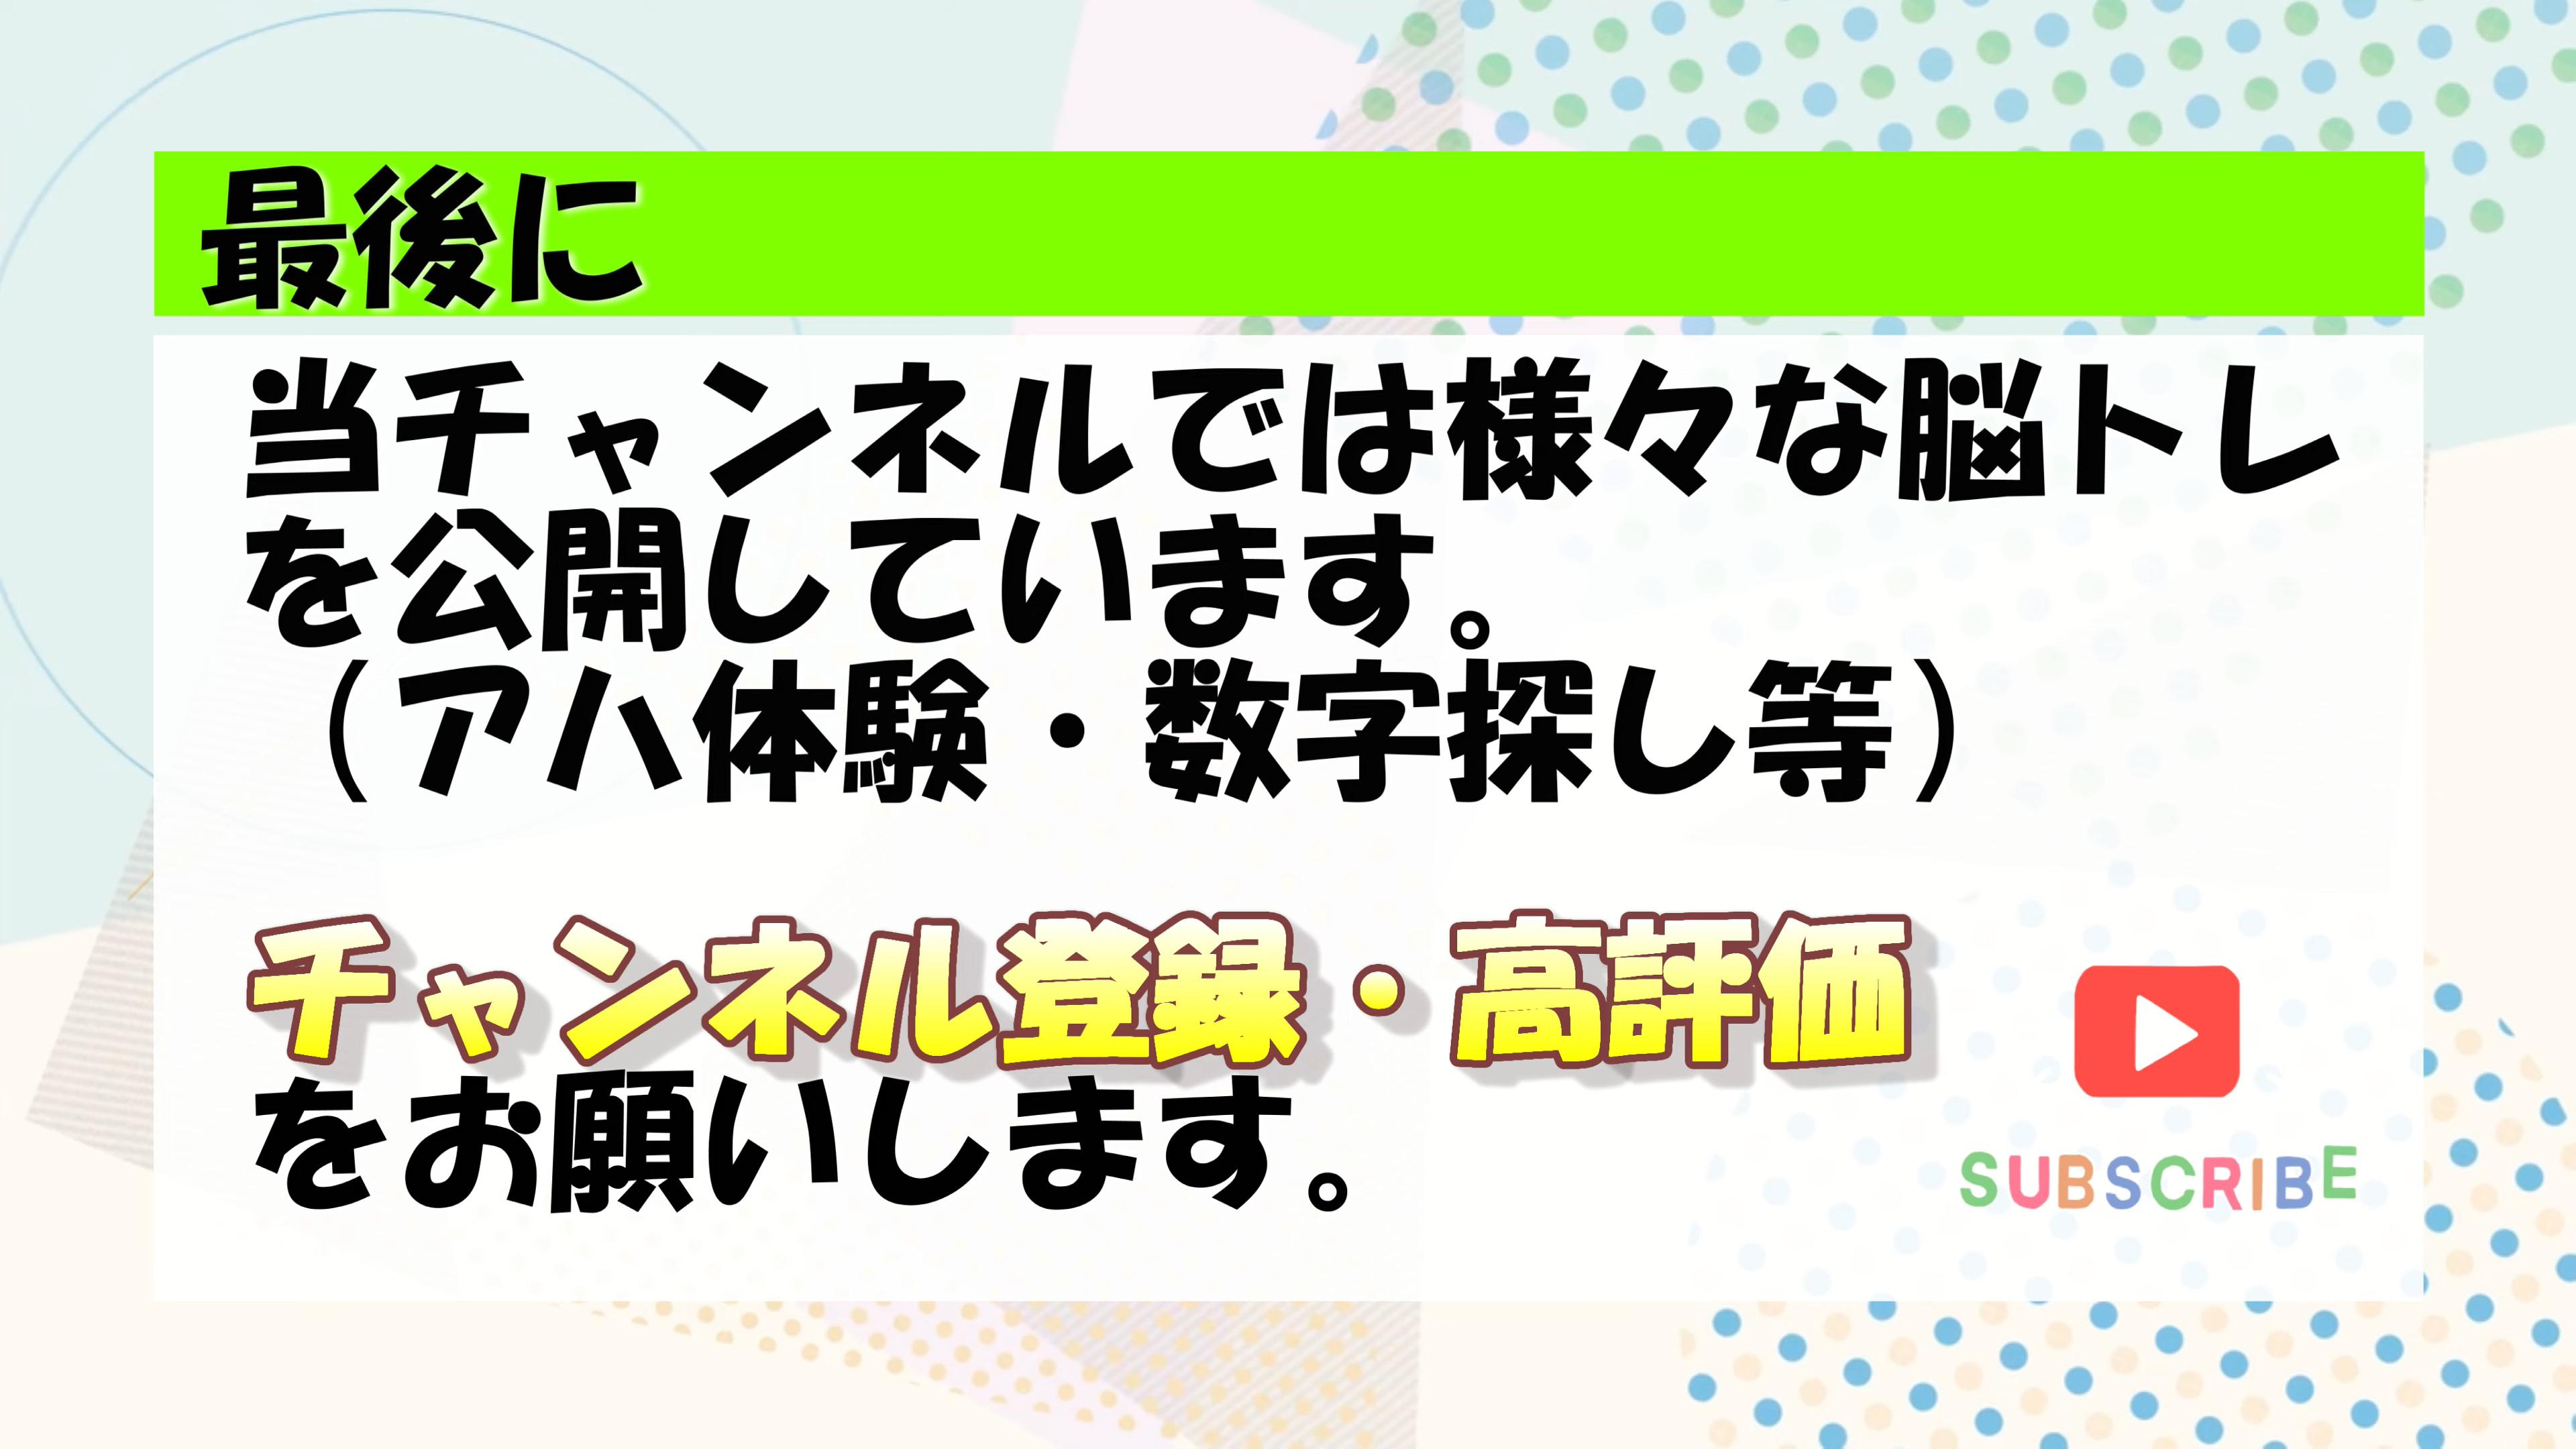 最後に
当チャンネルでは様々な脳トレ
を公開しています。
（アハ体験・数字探し等）
チャンネル登録・高評価
をお願いします。
SUBSCRIBE